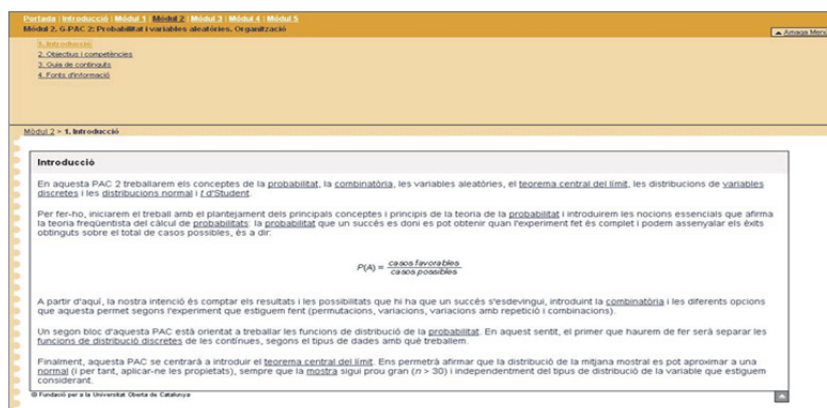 Portada | Introducció | Mòdul 1 | Mòdul 2 | Mòdul 3 | Mòdul 4 | Mòdul 5
Mòdul 2, G-PAC 2; Probabilitat i variables aleatòries. Organització
Amaga Menú
1. Introducció
2. Objectius i competències
3. Guia de continguts
4. Fonts d'informació
Mòdul 2 > 1. Introducció
Introducció
En aquesta PAC 2 treballarem els conceptes de la probabilitat, la combinatòria, les variables aleatòries, el teorema central del límit, les distribucions de variables
discretes i les distribucions normal i t d'Student.
Per fer-ho, iniciarem el treball amb el plantejament dels principals conceptes i principis de la teoria de la probabilitat i introduirem les nocions essencials que afirma
la teoria freqüentista del càlcul de probabilitats: la probabilitat que un succés es doni es pot obtenir quan l'experiment fet és complet i podem assenyalar els èxits
obtinguts sobre el total de casos possibles, és a dir:
P(A) = casos favorables
casos possibles
A partir d'aquí, la nostra intenció és comptar els resultats i les possibilitats que hi ha que un succés s'esdevingui, introduint la combinatòria i les diferents opcions
que aquesta permet segons l'experiment que estiguem fent (permutacions, variacions, variacions amb repetició i combinacions).
Un segon bloc d'aquesta PAC està orientat a treballar les funcions de distribució de la probabilitat. En aquest sentit, el primer que haurem de fer serà separar les
funcions de distribució discretes de les contínues, segons el tipus de dades amb què treballem.
Finalment, aquesta PAC se centrarà a introduir el teorema central del límit. Ens permetrà afirmar que la distribució de la mitjana mostral es pot aproximar a una
normal (i per tant, aplicar-ne les propietats), sempre que la mostra sigui prou gran (n > 30) i independentment del tipus de distribució de la variable que estiguem
considerant.
© Fundació per a la Universitat Oberta de Catalunya